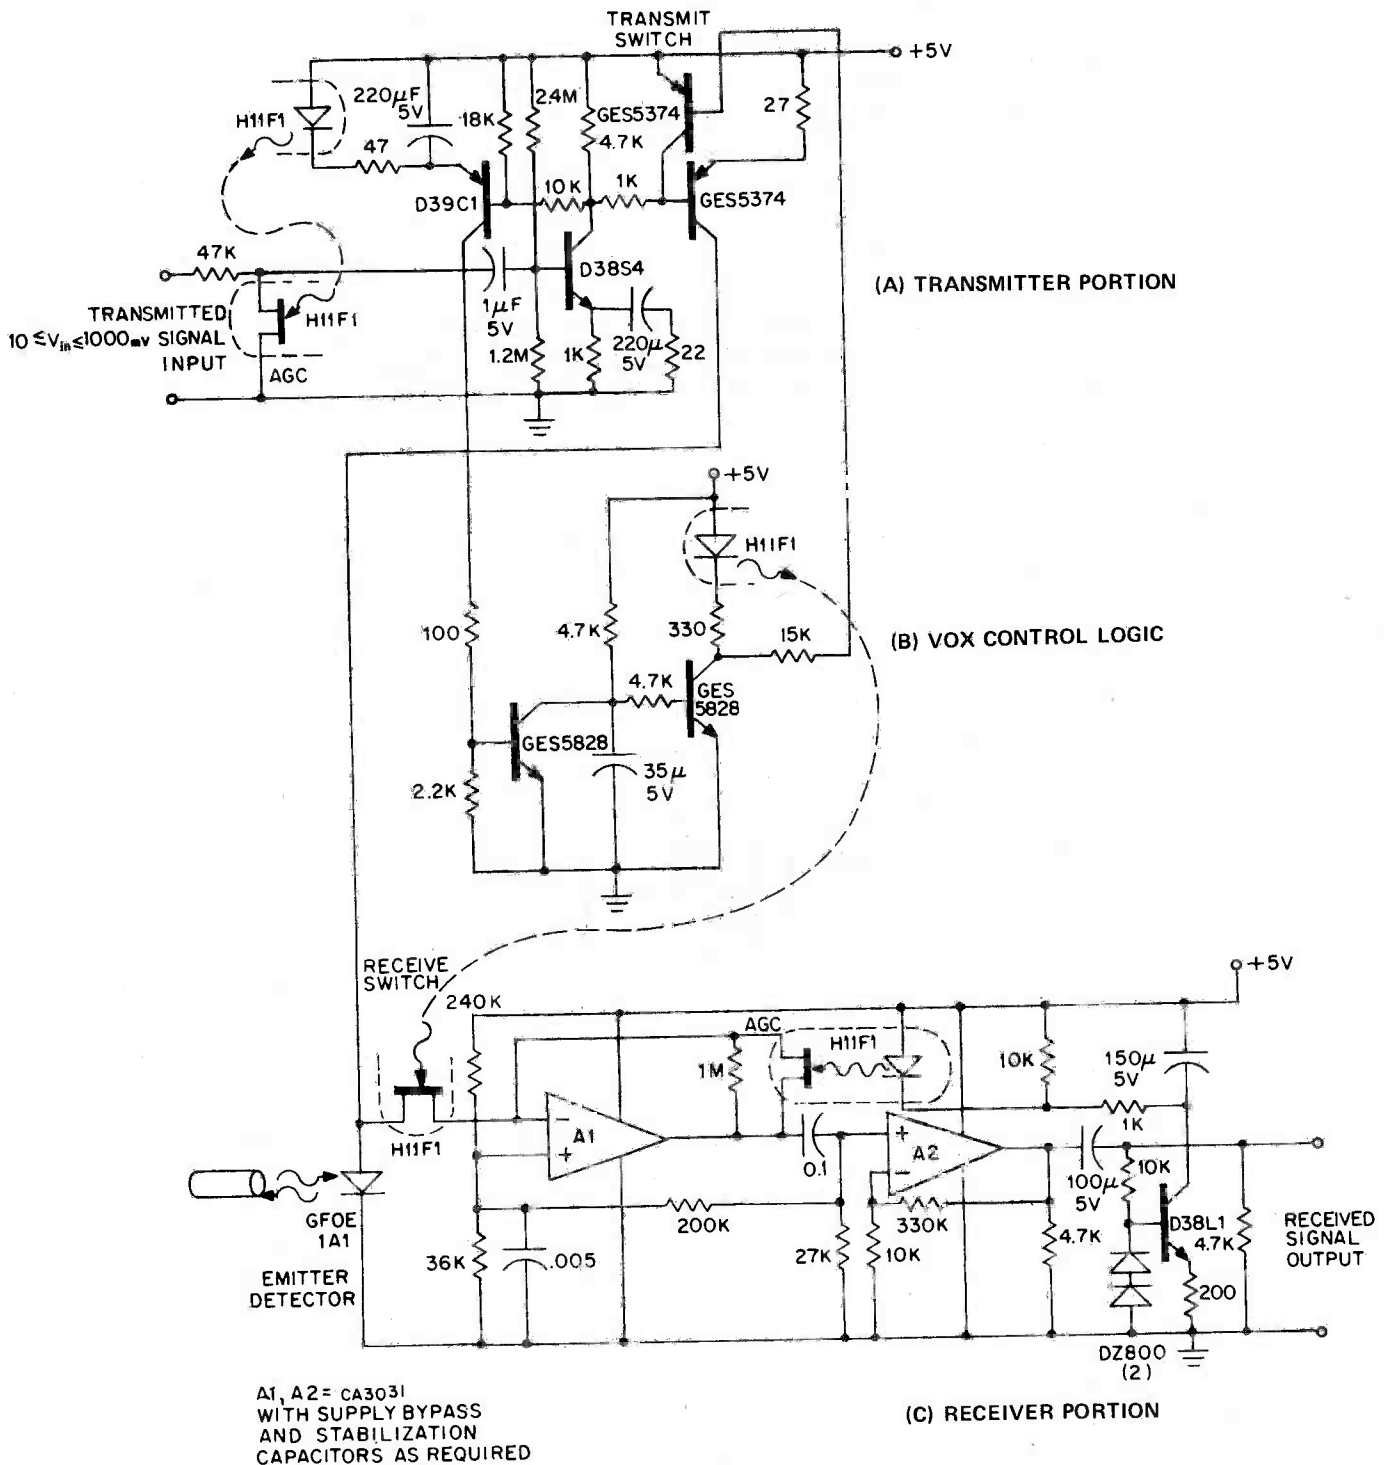 TRANSMIT
SWITCH
+5V
220µF
5V
18K
2.4M
GES5374
4.7K
27
H11F1
47
D39C1
10K
1K
GES5374
47K
D38S4
(A) TRANSMITTER PORTION
TRANSMITTED
10 ≤Vin≤1000mv SIGNAL
INPUT
H11F1
AGC
1µF
5V
1.2M
1K
220µ
5V
22
+5V
H11F1
100
4.7K
330
15K
(B) VOX CONTROL LOGIC
4.7K
GES
5828
GES5828
35µ
5V
2.2K
RECEIVE
SWITCH
240K
+5V
AGC
H11F1
1M
10K
150µ
5V
1K
H11F1
-
A1
+
0.1
+
A2
-
100µ
5V
10K
GFOE
1A1
200K
330K
D38L1
4.7K
4.7K
RECEIVED
SIGNAL
OUTPUT
36K
.005
27K
10K
200
EMITTER
DETECTOR
DZ800
(2)
A1, A2= CA3031
WITH SUPPLY BYPASS
AND STABILIZATION
CAPACITORS AS REQUIRED
(C) RECEIVER PORTION